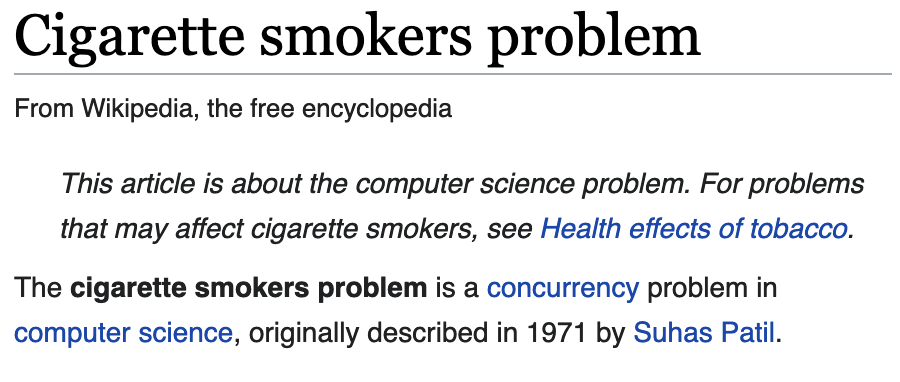 Cigarette smokers problem
From Wikipedia, the free encyclopedia
This article is about the computer science problem. For problems
that may affect cigarette smokers, see Health effects of tobacco.
The cigarette smokers problem is a concurrency problem in
computer science, originally described in 1971 by Suhas Patil.